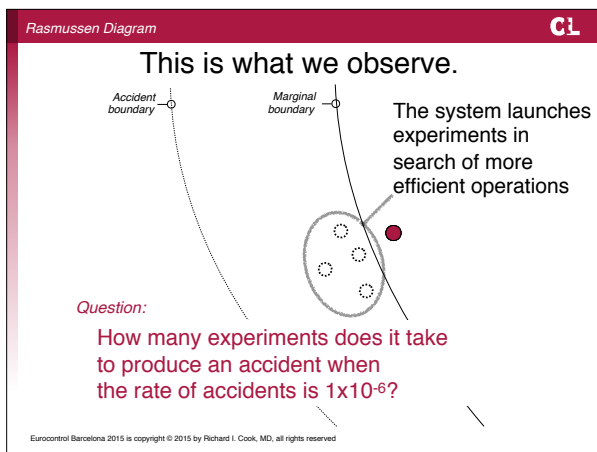 Rasmussen Diagram
CL
This is what we observe.
Accident
boundary
Marginal
boundary
The system launches
experiments in
search of more
efficient operations
Question:
How many experiments does it take
to produce an accident when
the rate of accidents is 1x10⁻⁶?
Eurocontrol Barcelona 2015 is copyright © 2015 by Richard I. Cook, MD, all rights reserved